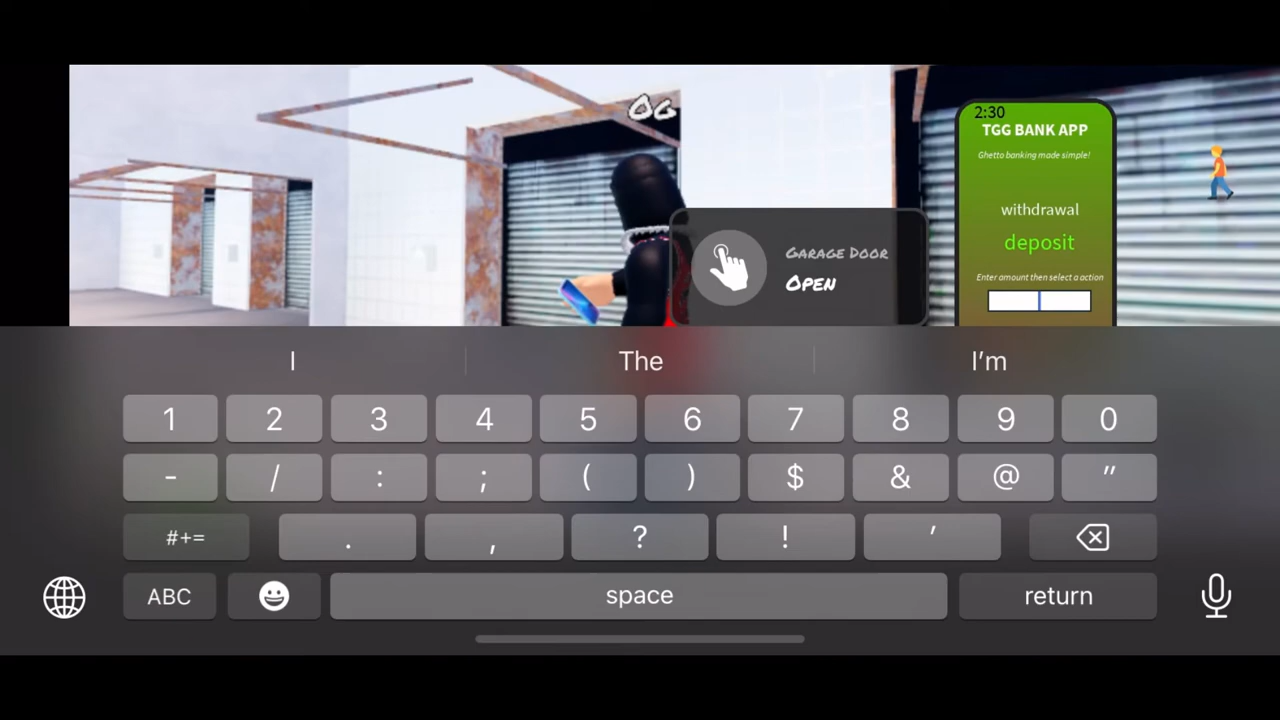 OG
2:30
TGG BANK APP
Ghetto banking made simple!
withdrawal
GARAGE DOOR
deposit
OPEN
Enter amount then select a action
I The I'm
1 2 3 4 5 6 7 8 9 0
- / : ; ( ) $ & @ "
#+= . , ? ! '
ABC space return